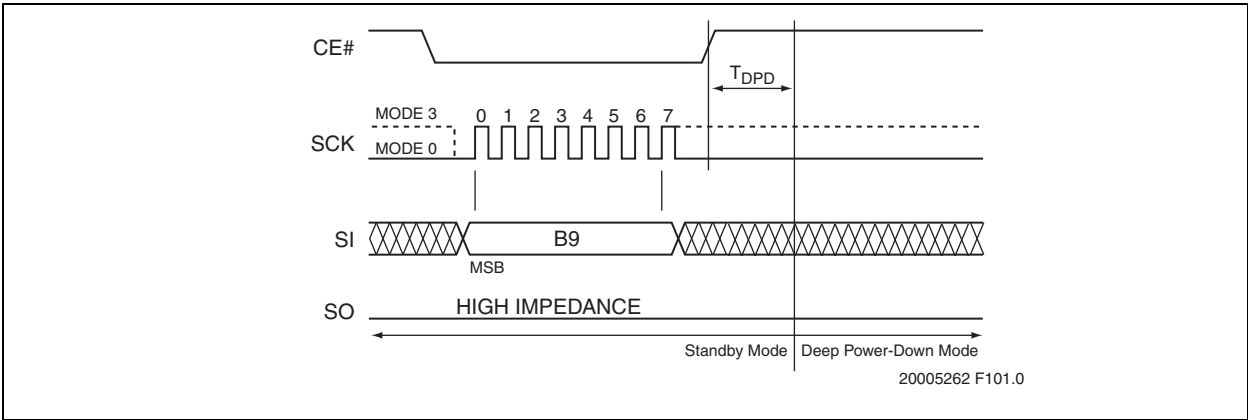 CE#
TDPD
MODE 3
0 1 2 3 4 5 6 7
SCK
MODE 0
SI
B9
MSB
SO
HIGH IMPEDANCE
Standby Mode
Deep Power-Down Mode
20005262 F101.0